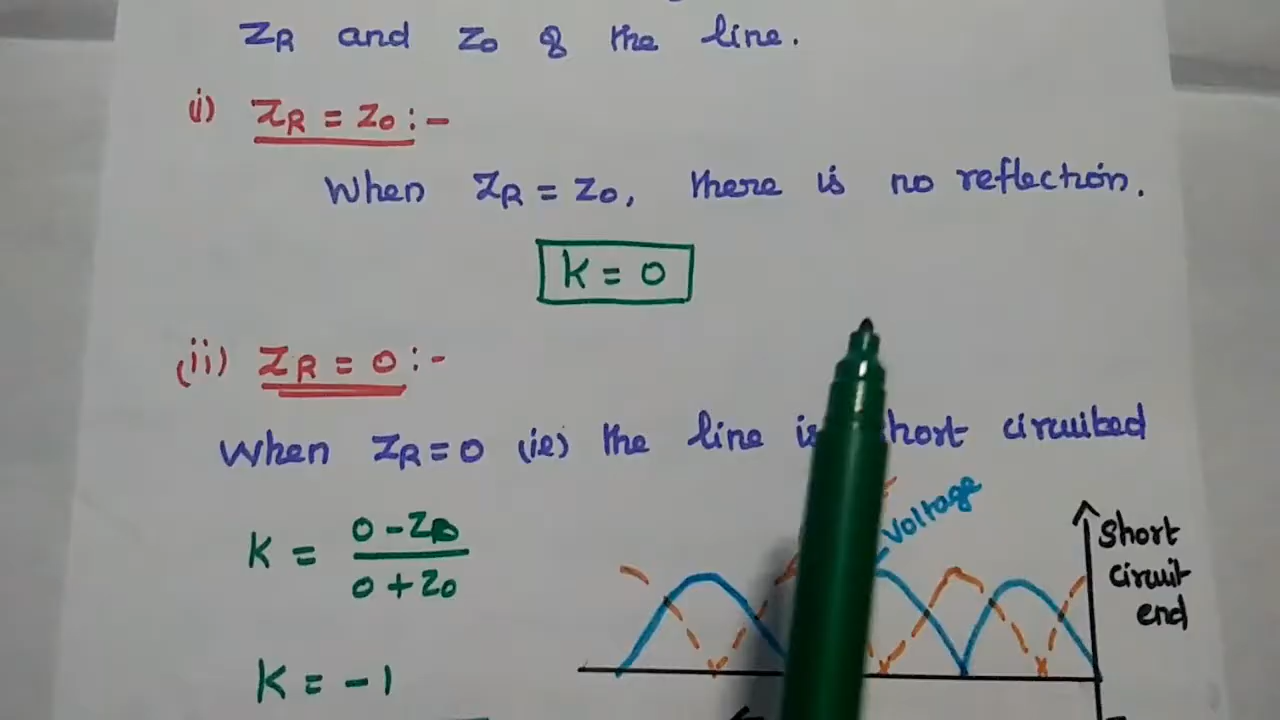 ZR and Z0 of the line.
(i) ZR = Z0 :-
When ZR = Z0, there is no reflection.
K = 0
(ii) ZR = 0 :-
When ZR = 0 (ie) the line is short circuited
K = 0 - Z0 / 0 + Z0
K = -1
Voltage
Short
circuit
end